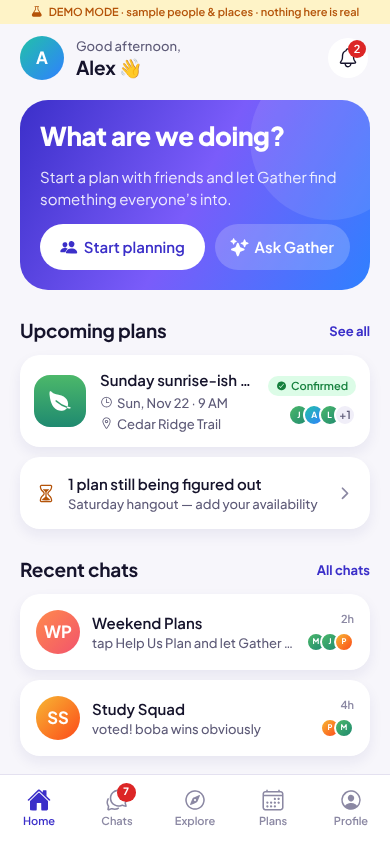 DEMO MODE · sample people & places · nothing here is real
A
Good afternoon,
Alex 👋
2
What are we doing?
Start a plan with friends and let Gather find
something everyone's into.
Start planning
Ask Gather
Upcoming plans
See all
Sunday sunrise-ish ...
Confirmed
Sun, Nov 22 · 9 AM
Cedar Ridge Trail
J A L +1
1 plan still being figured out
Saturday hangout — add your availability
Recent chats
All chats
WP
Weekend Plans
2h
tap Help Us Plan and let Gather ...
M J P
SS
Study Squad
4h
voted! boba wins obviously
P M
7
Home
Chats
Explore
Plans
Profile